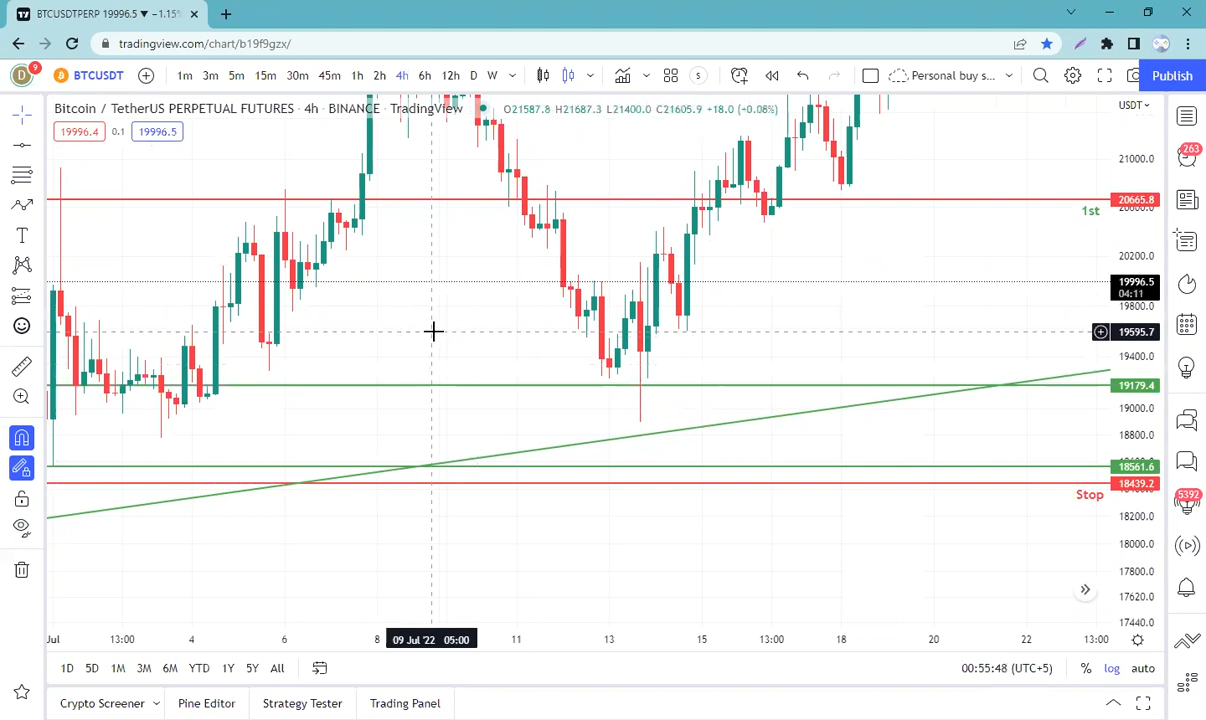 BTCUSDTPERP 19996.5 ▼ −1.15%
tradingview.com/chart/b19f9gzx/
D 9 BTCUSDT 1m 3m 5m 15m 30m 45m 1h 2h 4h 6h 12h D W S Personal buy s... Publish
Bitcoin / TetherUS PERPETUAL FUTURES · 4h · BINANCE · TradingView O21587.8 H21687.3 L21400.0 C21605.9 +18.0 (+0.08%)
USDT
19996.4 0.1 19996.5
263
21000.0
20665.8
1st
20200.0
19996.5
04:11
19800.0
19595.7
19400.0
19179.4
19000.0
18800.0
18561.6
18439.2
Stop
5392
18200.0
18000.0
17800.0
17620.0
17440.0
Jul 13:00 4 6 8 09 Jul '22 05:00 11 13 15 13:00 18 20 22 13:00
1D 5D 1M 3M 6M YTD 1Y 5Y All 00:55:48 (UTC+5) % log auto
Crypto Screener Pine Editor Strategy Tester Trading Panel